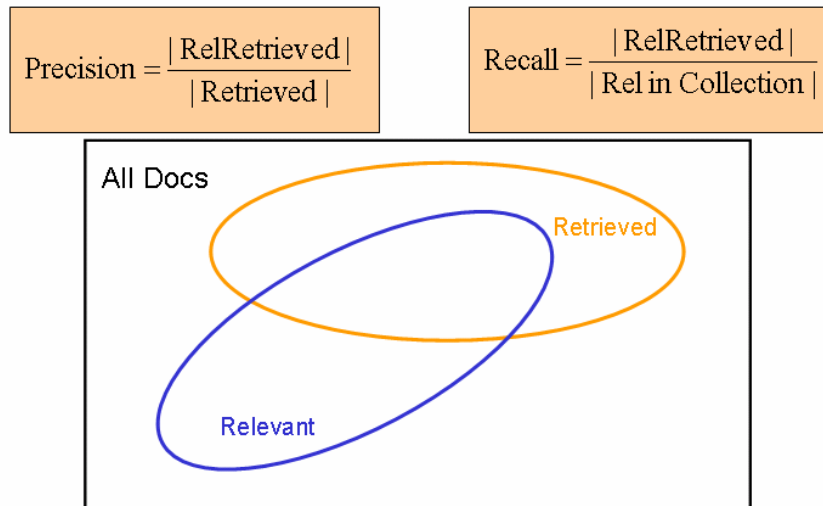 Precision = | RelRetrieved | / | Retrieved |
Recall = | RelRetrieved | / | Rel in Collection |
All Docs
Retrieved
Relevant